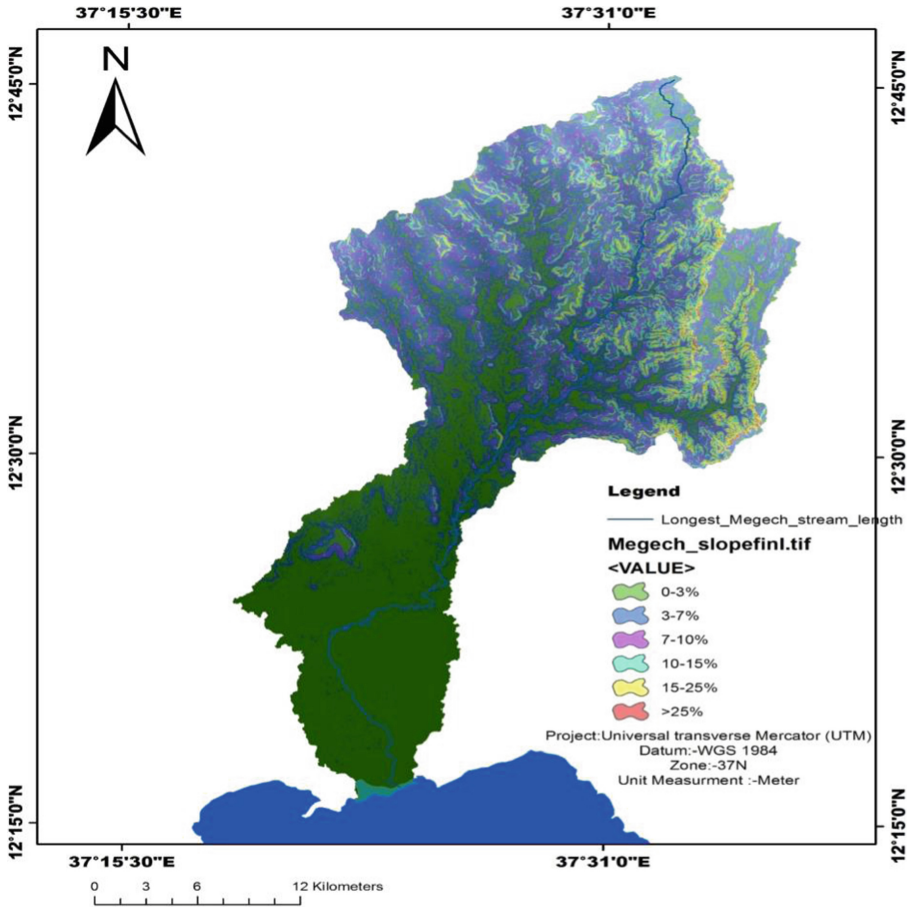 37°15'30"E 37°31'0"E
N
12°45'0"N 12°45'0"N
12°30'0"N 12°30'0"N
Legend
Longest_Megech_stream_length
Megech_slopefinl.tif
<VALUE>
0-3%
3-7%
7-10%
10-15%
15-25%
>25%
Project:Universal transverse Mercator (UTM)
Datum:-WGS 1984
Zone:-37N
Unit Measurment :-Meter
12°15'0"N 12°15'0"N
37°15'30"E 37°31'0"E
0 3 6 12 Kilometers